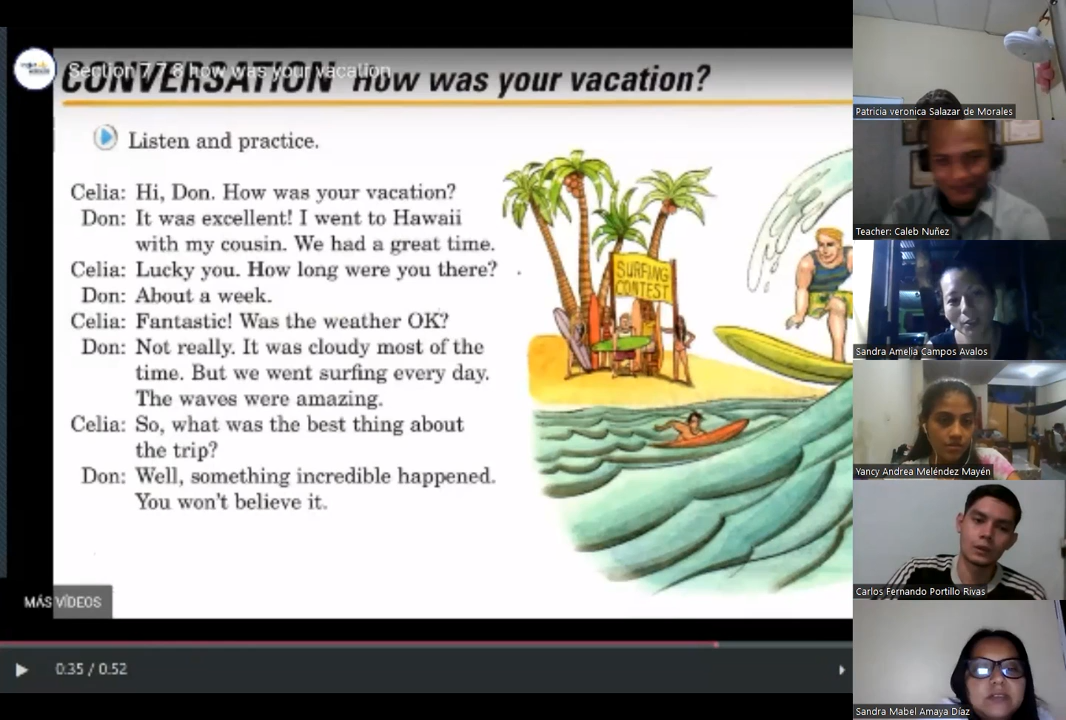 Section 7 7.8 how was your vacation
CONVERSATION How was your vacation?
Listen and practice.
Celia: Hi, Don. How was your vacation?
Don: It was excellent! I went to Hawaii
with my cousin. We had a great time.
Celia: Lucky you. How long were you there?
Don: About a week.
Celia: Fantastic! Was the weather OK?
Don: Not really. It was cloudy most of the
time. But we went surfing every day.
The waves were amazing.
Celia: So, what was the best thing about
the trip?
Don: Well, something incredible happened.
You won't believe it.
SURFING
CONTEST
MÁS VÍDEOS
0:35 / 0:52
Patricia veronica Salazar de Morales
Teacher: Caleb Nuñez
Sandra Amelia Campos Avalos
Yancy Andrea Meléndez Mayén
Carlos Fernando Portillo Rivas
Sandra Mabel Amaya Díaz